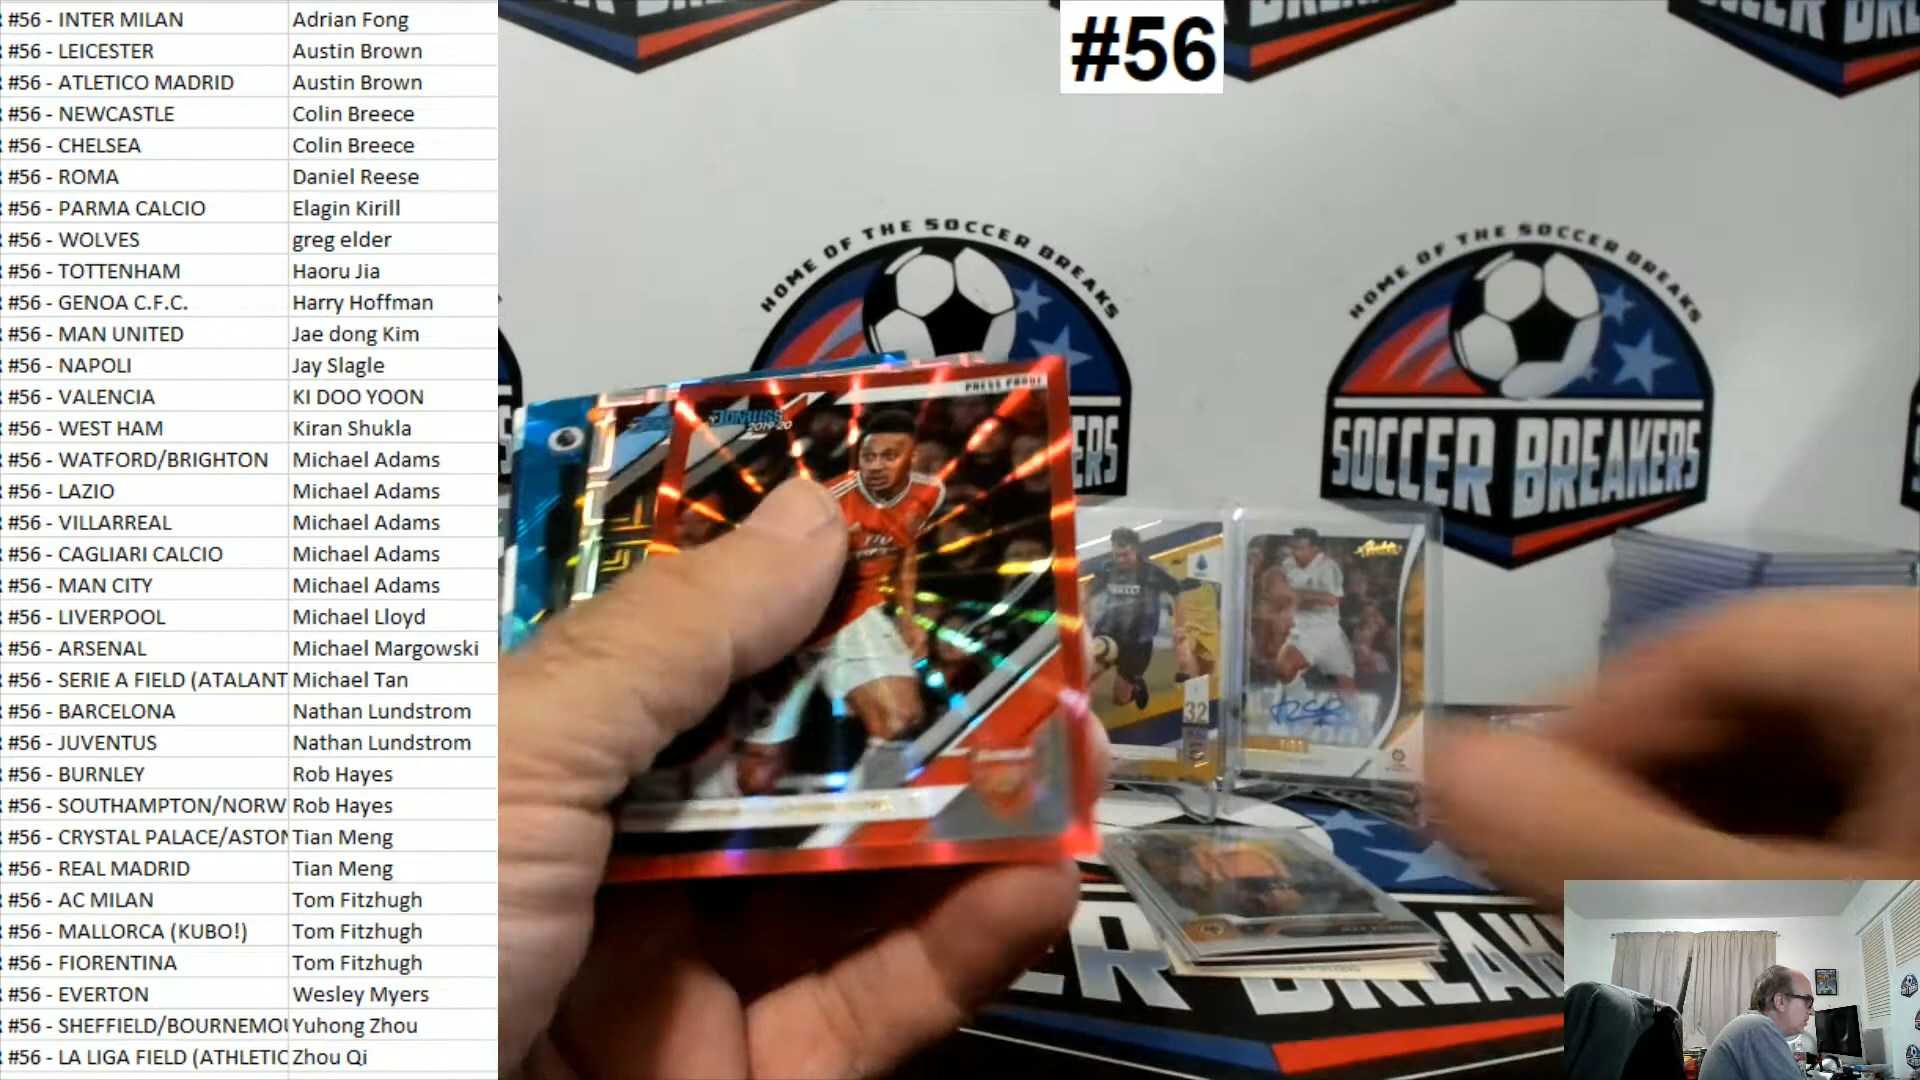 #56 - INTER MILAN Adrian Fong
#56 - LEICESTER Austin Brown
#56 - ATLETICO MADRID Austin Brown
#56 - NEWCASTLE Colin Breece
#56 - CHELSEA Colin Breece
#56 - ROMA Daniel Reese
#56 - PARMA CALCIO Elagin Kirill
#56 - WOLVES greg elder
#56 - TOTTENHAM Haoru Jia
#56 - GENOA C.F.C. Harry Hoffman
#56 - MAN UNITED Jae dong Kim
#56 - NAPOLI Jay Slagle
#56 - VALENCIA KI DOO YOON
#56 - WEST HAM Kiran Shukla
#56 - WATFORD/BRIGHTON Michael Adams
#56 - LAZIO Michael Adams
#56 - VILLARREAL Michael Adams
#56 - CAGLIARI CALCIO Michael Adams
#56 - MAN CITY Michael Adams
#56 - LIVERPOOL Michael Lloyd
#56 - ARSENAL Michael Margowski
#56 - SERIE A FIELD (ATALANT Michael Tan
#56 - BARCELONA Nathan Lundstrom
#56 - JUVENTUS Nathan Lundstrom
#56 - BURNLEY Rob Hayes
#56 - SOUTHAMPTON/NORW Rob Hayes
#56 - CRYSTAL PALACE/ASTON Tian Meng
#56 - REAL MADRID Tian Meng
#56 - AC MILAN Tom Fitzhugh
#56 - MALLORCA (KUBO!) Tom Fitzhugh
#56 - FIORENTINA Tom Fitzhugh
#56 - EVERTON Wesley Myers
#56 - SHEFFIELD/BOURNEMOU Yuhong Zhou
#56 - LA LIGA FIELD (ATHLETIC Zhou Qi
#56
HOME OF THE SOCCER BREAKS
ERS
HOME OF THE SOCCER BREAKS
SOCCER BREAKERS
PRESS PROOF
DONRUSS
2019-20
32
ER BREAK